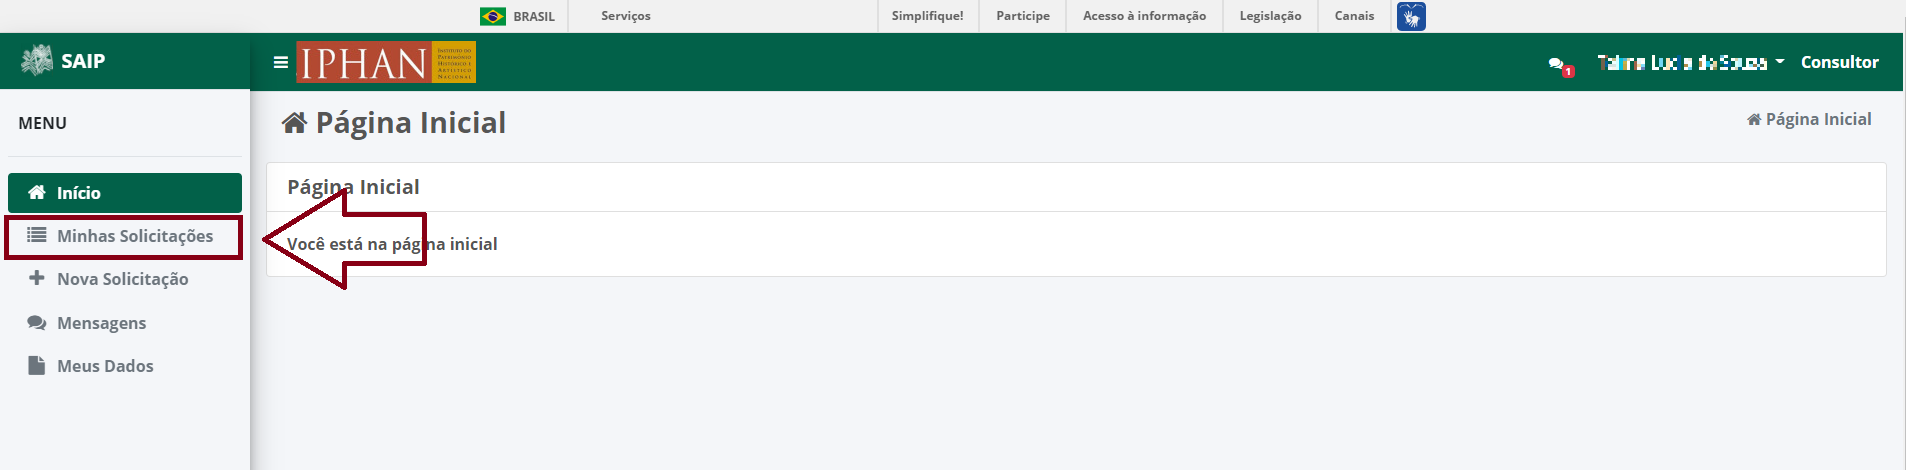 BRASIL
Serviços
Simplifique!
Participe
Acesso à informação
Legislação
Canais
SAIP
IPHAN
INSTITUTO DO
PATRIMÔNIO
HISTÓRICO E
ARTÍSTICO
NACIONAL
1
Consultor
MENU
Página Inicial
Página Inicial
Início
Minhas Solicitações
Nova Solicitação
Mensagens
Meus Dados
Página Inicial
Você está na página inicial